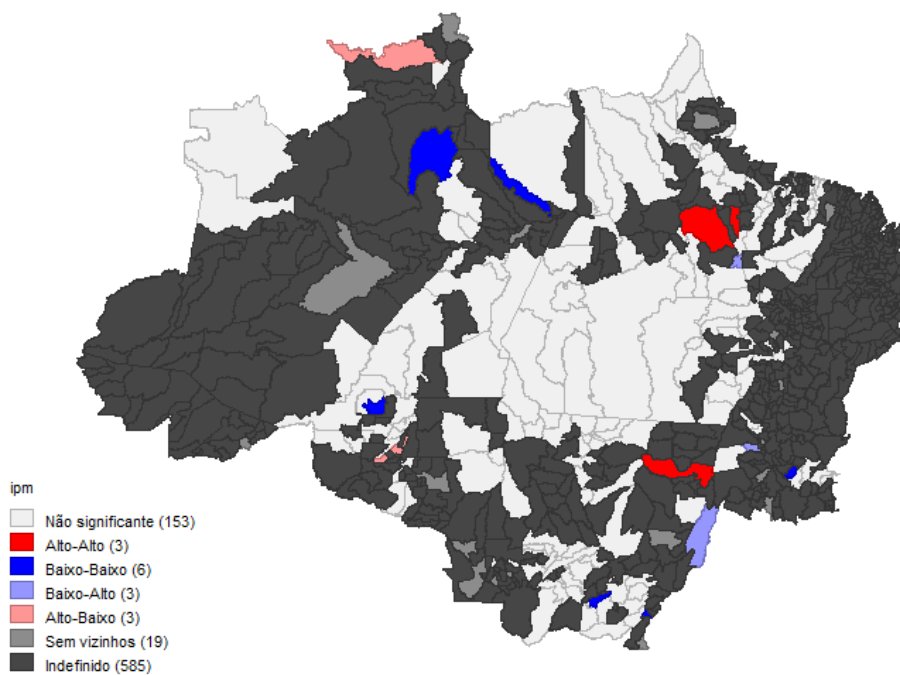 ipm
Não significante (153)
Alto-Alto (3)
Baixo-Baixo (6)
Baixo-Alto (3)
Alto-Baixo (3)
Sem vizinhos (19)
Indefinido (585)